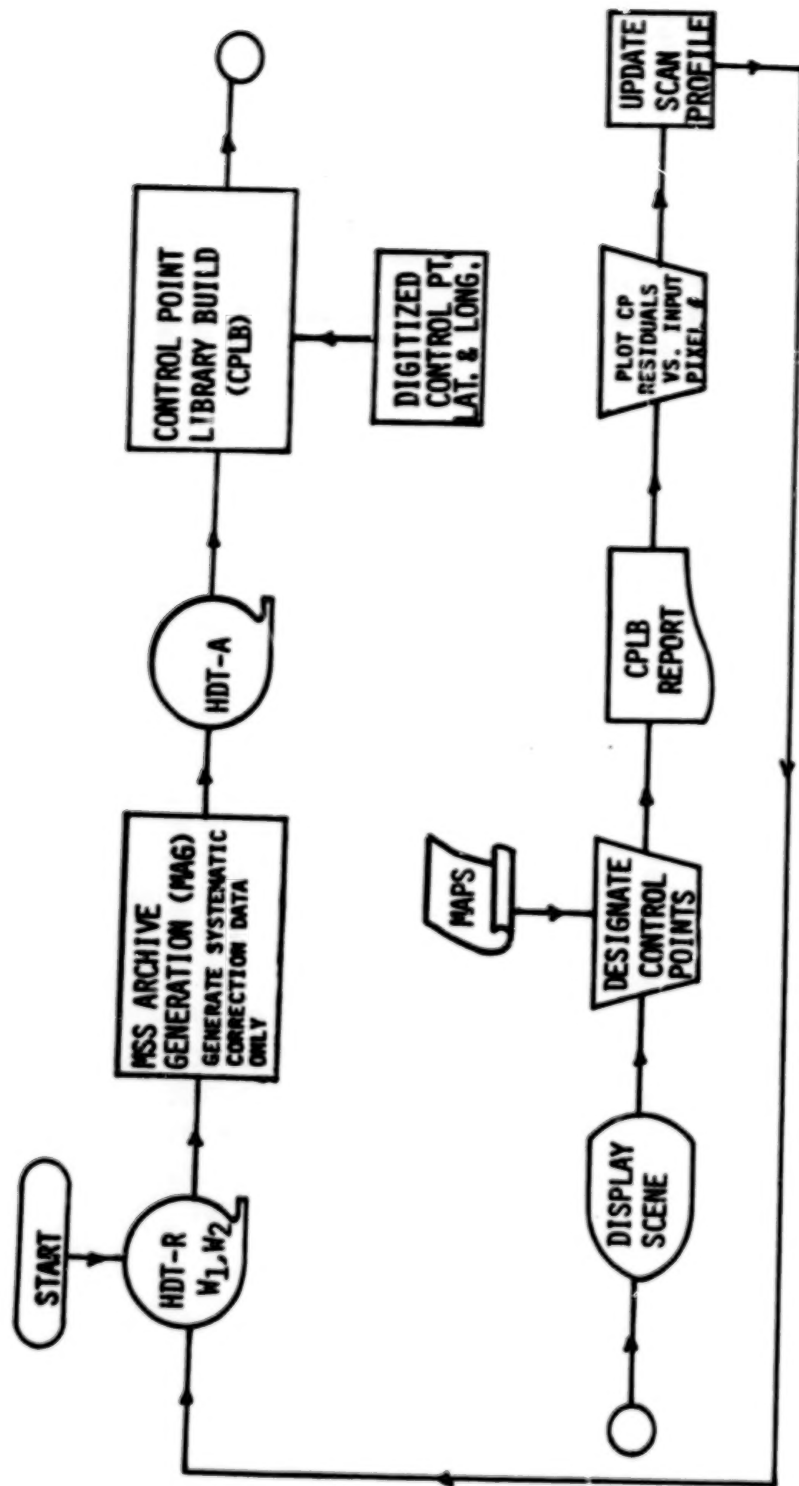 START
HDT-R
W1,W2
MSS ARCHIVE
GENERATION (MAG)
GENERATE SYSTEMATIC
CORRECTION DATA
ONLY
HDT-A
CONTROL POINT
LIBRARY BUILD
(CPLB)
DIGITIZED
CONTROL PT.
LAT. & LONG.
DISPLAY
SCENE
MAPS
DESIGNATE
CONTROL
POINTS
CPLB
REPORT
PLOT CP
RESIDUALS
VS. INPUT
PIXEL
UPDATE
SCAN
PROFILE